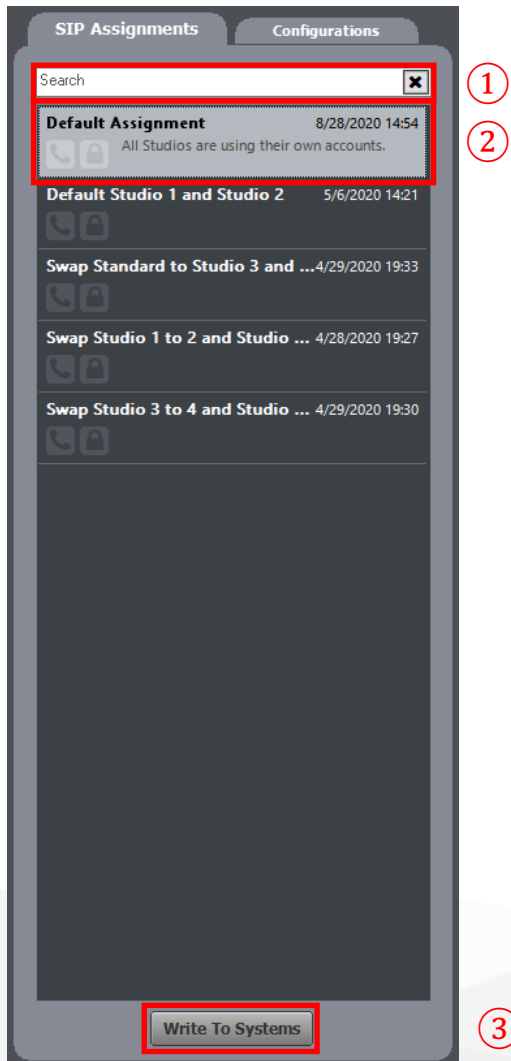 SIP Assignments Configurations
Search ①
Default Assignment 8/28/2020 14:54 ②
All Studios are using their own accounts.
Default Studio 1 and Studio 2 5/6/2020 14:21
Swap Standard to Studio 3 and ...4/29/2020 19:33
Swap Studio 1 to 2 and Studio ... 4/28/2020 19:27
Swap Studio 3 to 4 and Studio ... 4/29/2020 19:30
Write To Systems ③